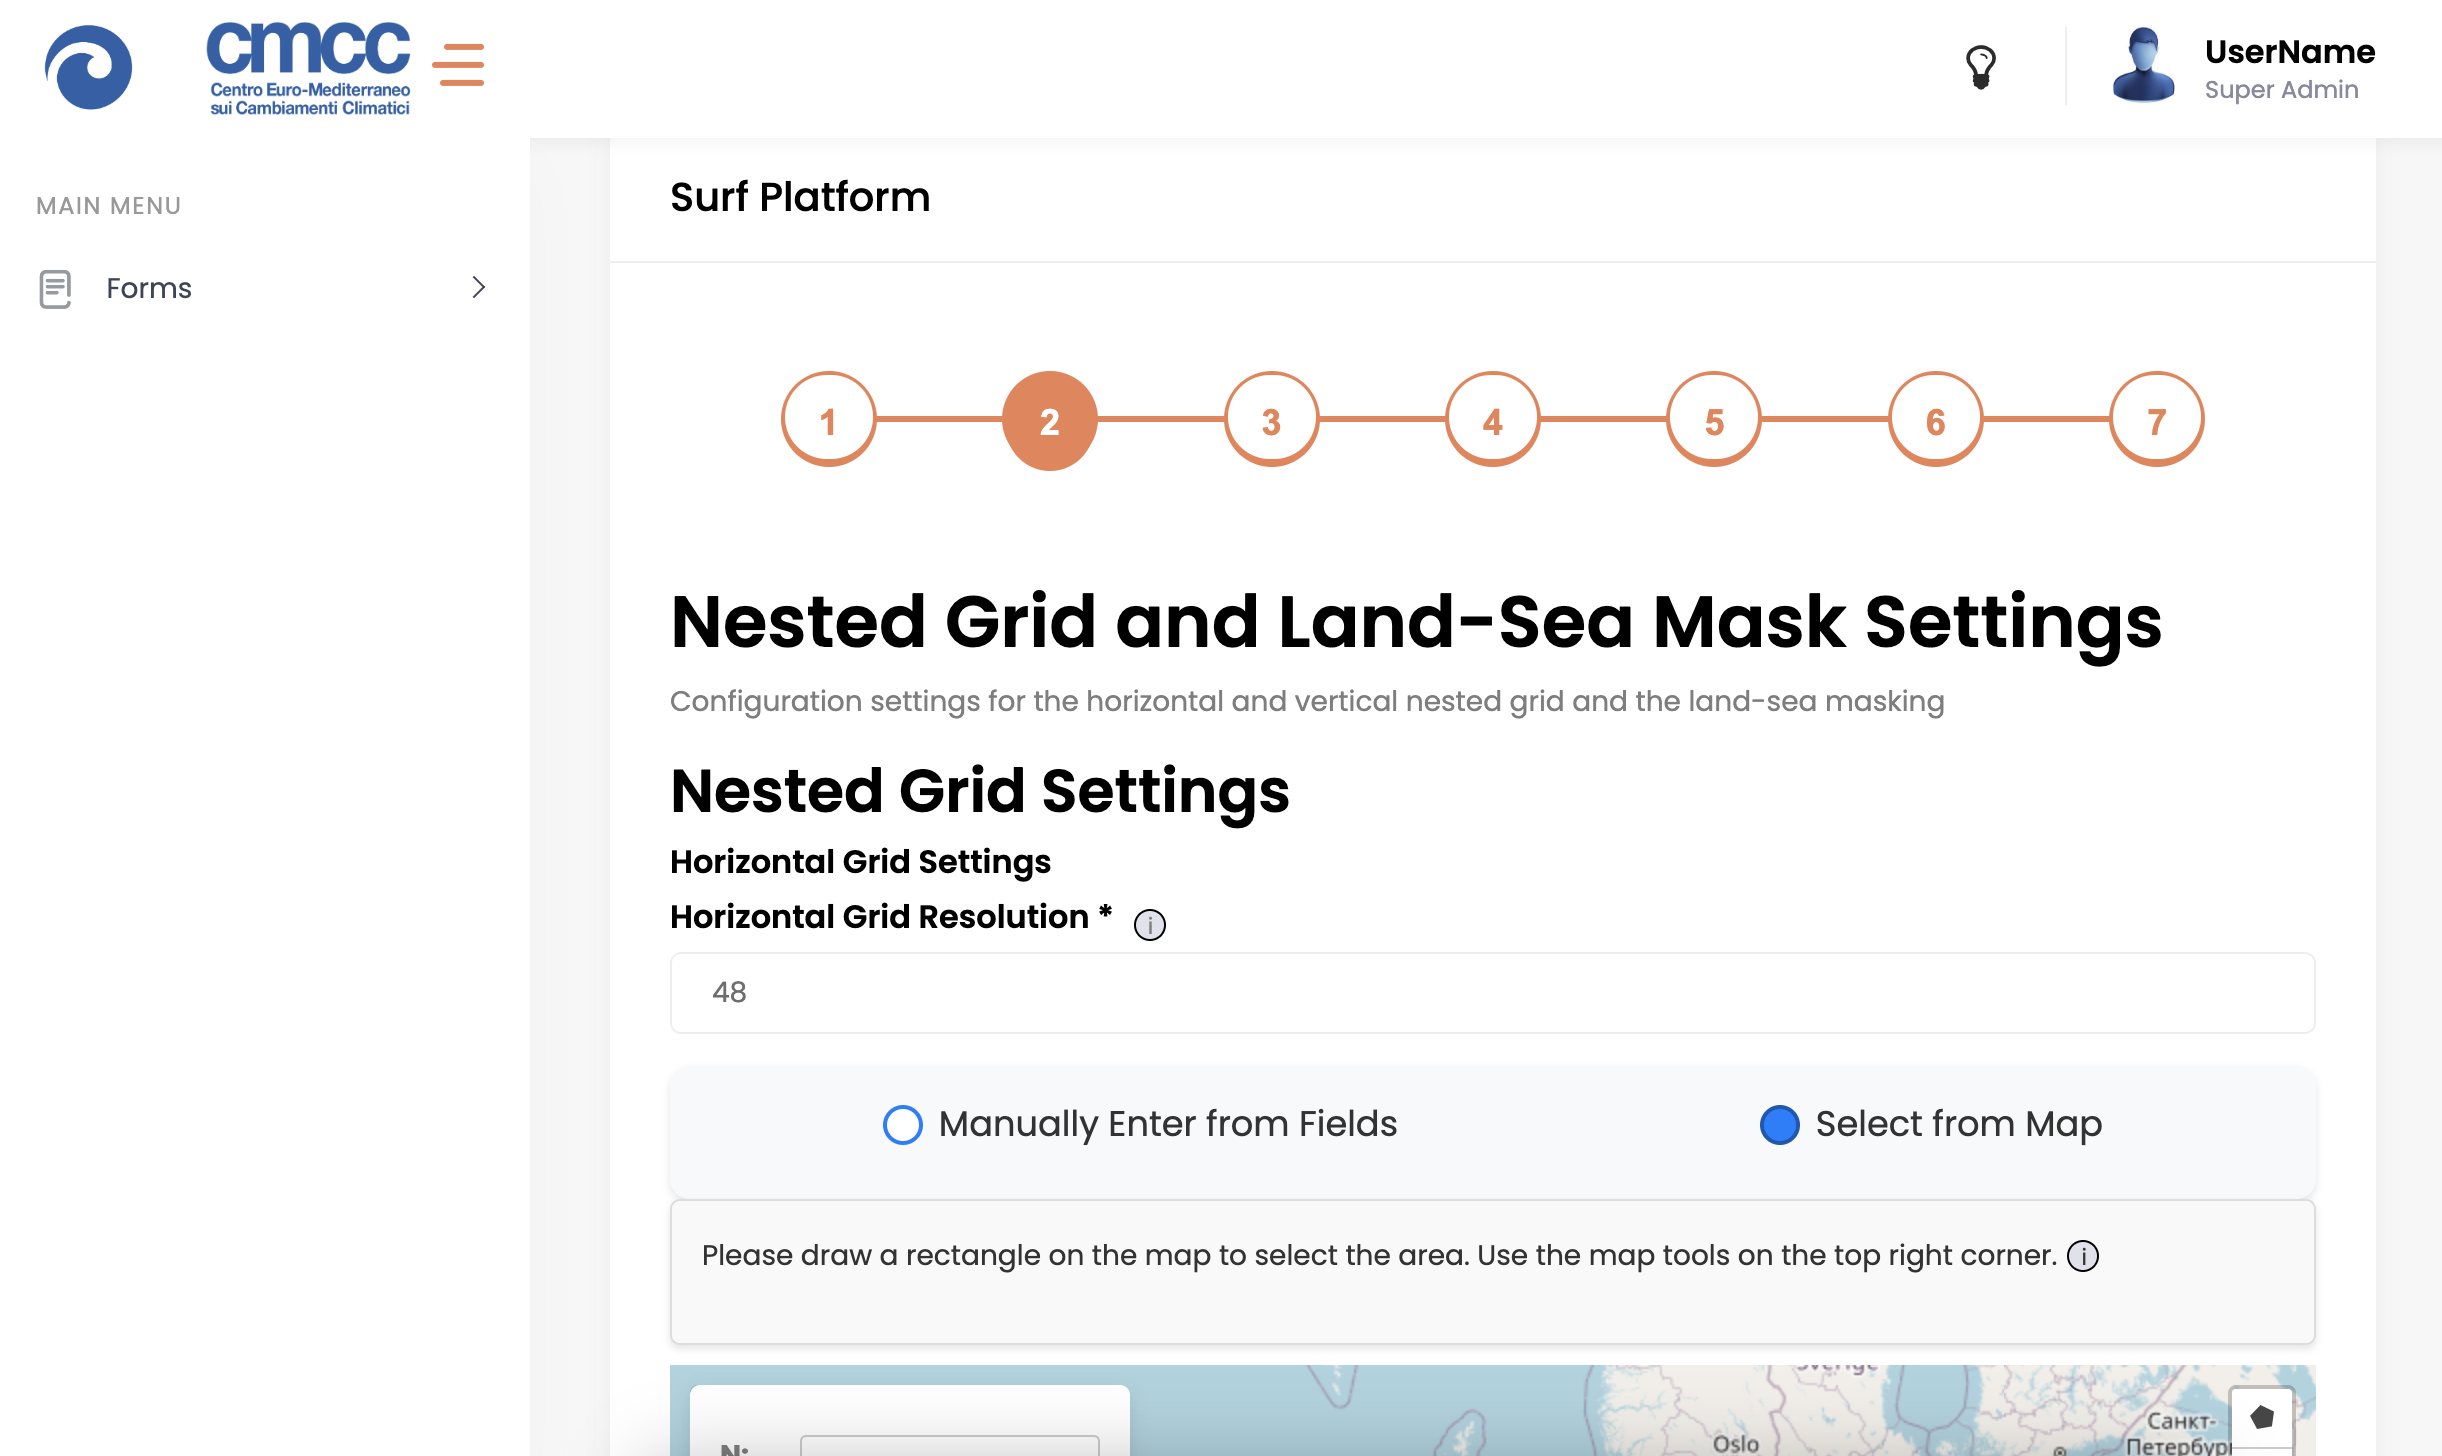 cmcc
Centro Euro-Mediterraneo
sui Cambiamenti Climatici
UserName
Super Admin
MAIN MENU
Forms
Surf Platform
1 2 3 4 5 6 7
Nested Grid and Land-Sea Mask Settings
Configuration settings for the horizontal and vertical nested grid and the land-sea masking
Nested Grid Settings
Horizontal Grid Settings
Horizontal Grid Resolution * i
48
Manually Enter from Fields
Select from Map
Please draw a rectangle on the map to select the area. Use the map tools on the top right corner. i
Sverige
N:
Oslo
Санкт-
Петербург